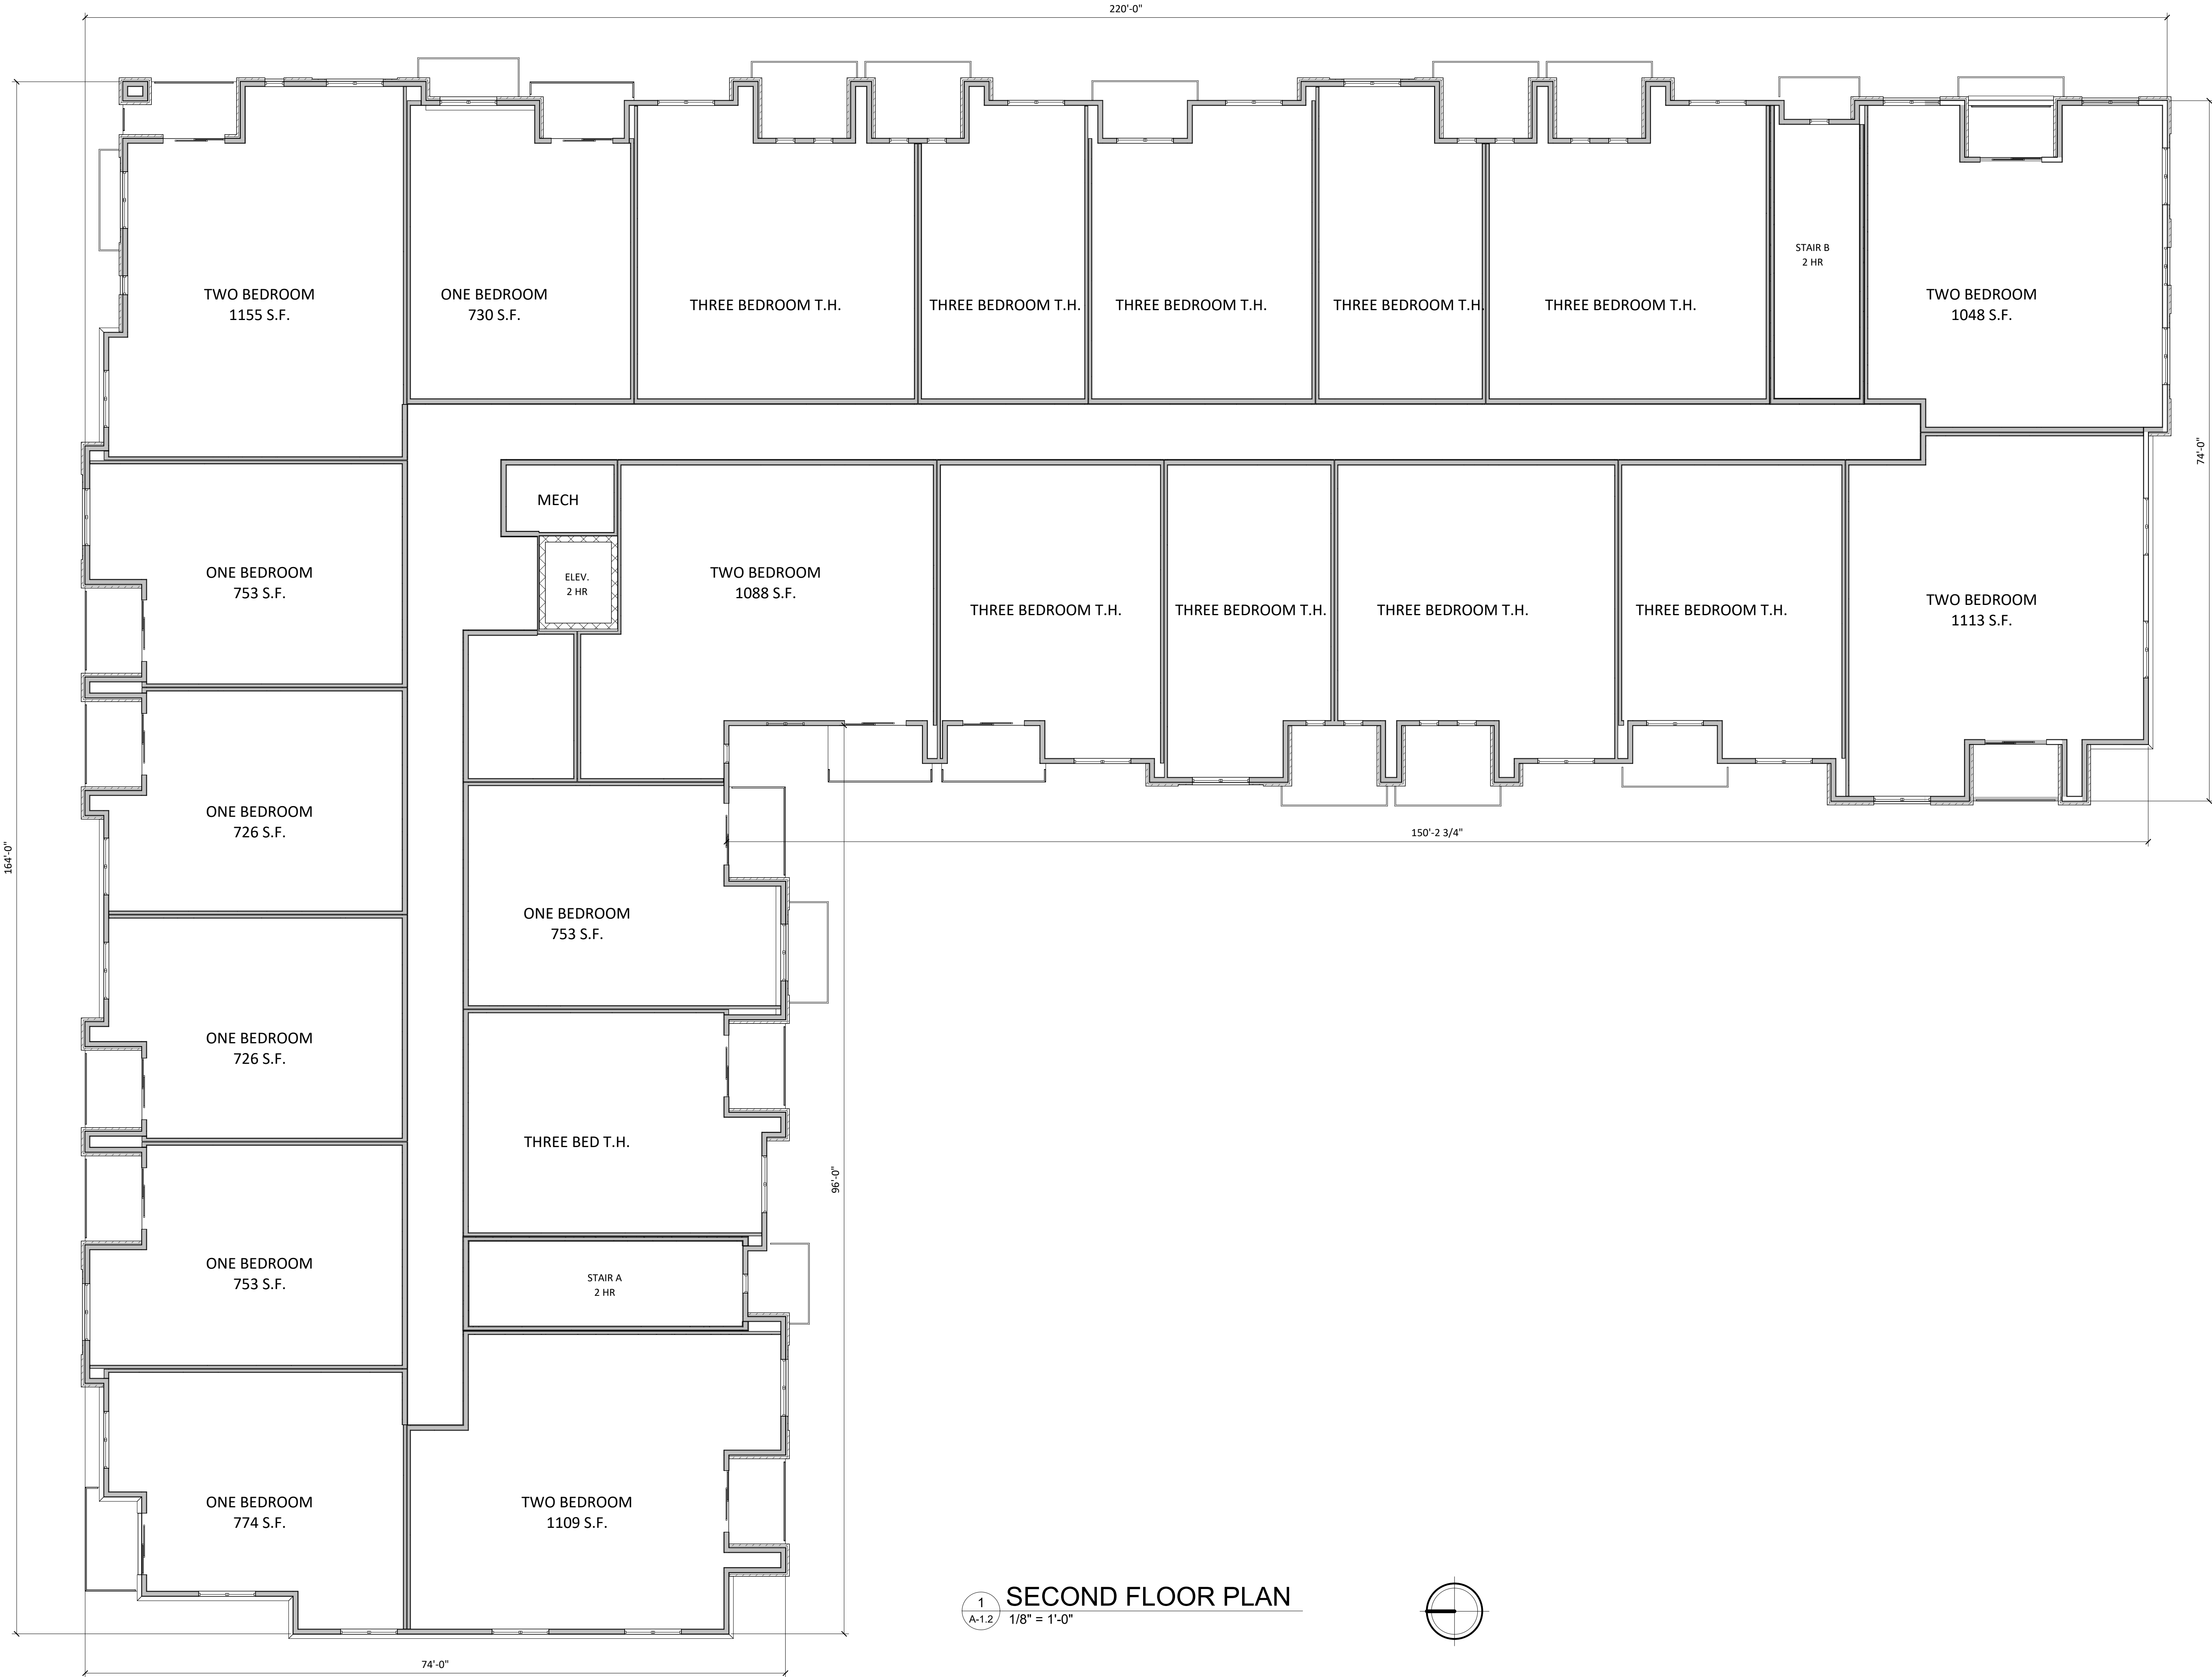 220'-0"
TWO BEDROOM
1155 S.F.
ONE BEDROOM
730 S.F.
THREE BEDROOM T.H.
THREE BEDROOM T.H.
THREE BEDROOM T.H.
THREE BEDROOM T.H.
THREE BEDROOM T.H.
STAIR B
2 HR
TWO BEDROOM
1048 S.F.
74'-0"
MECH
ELEV.
2 HR
ONE BEDROOM
753 S.F.
TWO BEDROOM
1088 S.F.
THREE BEDROOM T.H.
THREE BEDROOM T.H.
THREE BEDROOM T.H.
THREE BEDROOM T.H.
TWO BEDROOM
1113 S.F.
150'-2 3/4"
164'-0"
ONE BEDROOM
726 S.F.
ONE BEDROOM
753 S.F.
ONE BEDROOM
726 S.F.
THREE BED T.H.
96'-0"
ONE BEDROOM
753 S.F.
STAIR A
2 HR
ONE BEDROOM
774 S.F.
TWO BEDROOM
1109 S.F.
74'-0"
1
A-1.2
SECOND FLOOR PLAN
1/8" = 1'-0"